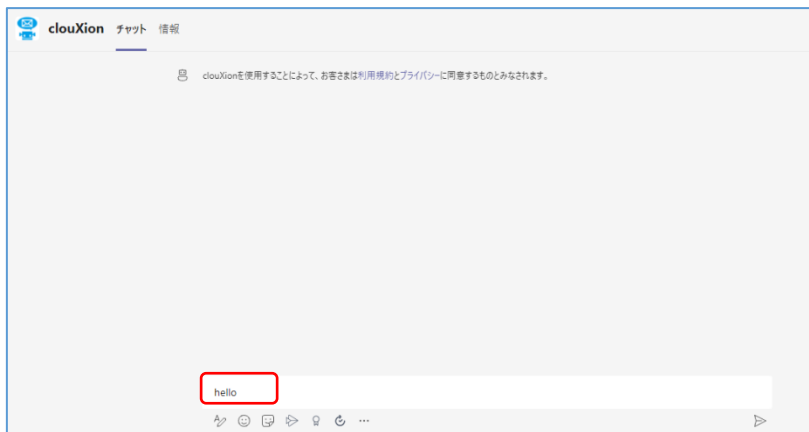 clouXion チャット 情報
clouXionを使用することによって、お客さまは利用規約とプライバシーに同意するものとみなされます。
hello